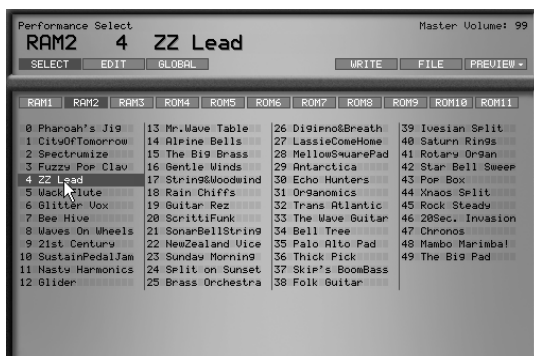 Performance Select Master Volume: 99
RAM2 4 ZZ Lead
SELECT EDIT GLOBAL WRITE FILE PREVIEW
RAM1 RAM2 RAM3 ROM4 ROM5 ROM6 ROM7 ROM8 ROM9 ROM10 ROM11
0 Pharoah's Jig 13 Mr.Wave Table 26 Digipno&Breath 39 Ivesian Split
1 CityOfTomorrow 14 Alpine Bells 27 LassieComeHome 40 Saturn Rings
2 Spectrumize 15 The Big Brass 28 MellowSquarePad 41 Rotary Organ
3 Fuzzy Pop Clav 16 Gentle Winds 29 Antarctica 42 Star Bell Sweep
4 ZZ Lead 17 String&Woodwind 30 Echo Hunters 43 Pop Box
5 Wack Flute 18 Rain Chiffs 31 Organomics 44 Xnaos Split
6 Glitter Vox 19 Guitar Rez 32 Trans Atlantic 45 Rock Steady
7 Bee Hive 20 ScrittiFunk 33 The Wave Guitar 46 20Sec. Invasion
8 Waves On Wheels 21 SonarBellString 34 Bell Tree 47 Chronos
9 21st Century 22 NewZealand Vice 35 Palo Alto Pad 48 Mambo Marimba!
10 SustainPedalJam 23 Sunday Morning 36 Thick Pick 49 The Big Pad
11 Nasty Harmonics 24 Split on Sunset 37 Skip's BoomBass
12 Glider 25 Brass Orchestra 38 Folk Guitar